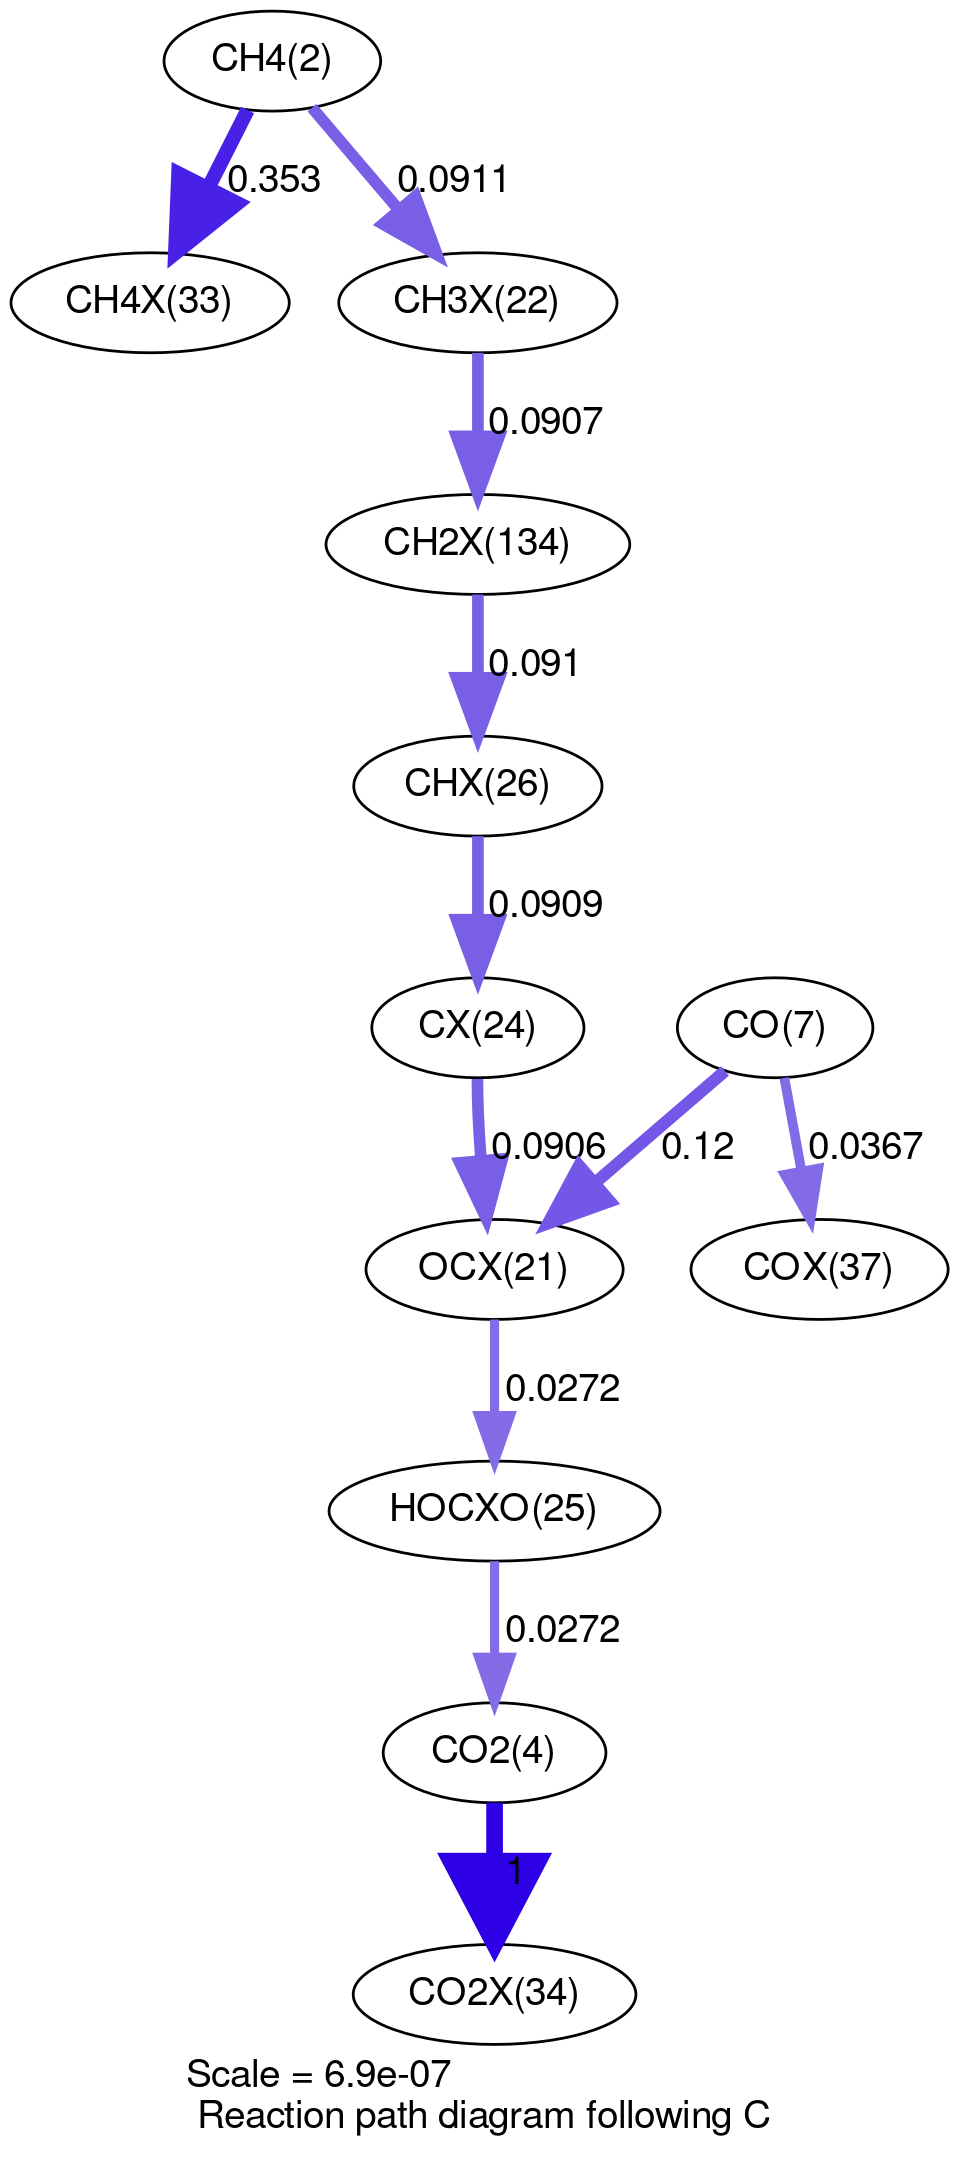 CH4(2)
0.353
0.0911
CH4X(33)
CH3X(22)
0.0907
CH2X(134)
0.091
CHX(26)
0.0909
CX(24)
CO(7)
0.0906
0.12
0.0367
OCX(21)
COX(37)
0.0272
HOCXO(25)
0.0272
CO2(4)
1
CO2X(34)
Scale = 6.9e-07
Reaction path diagram following C